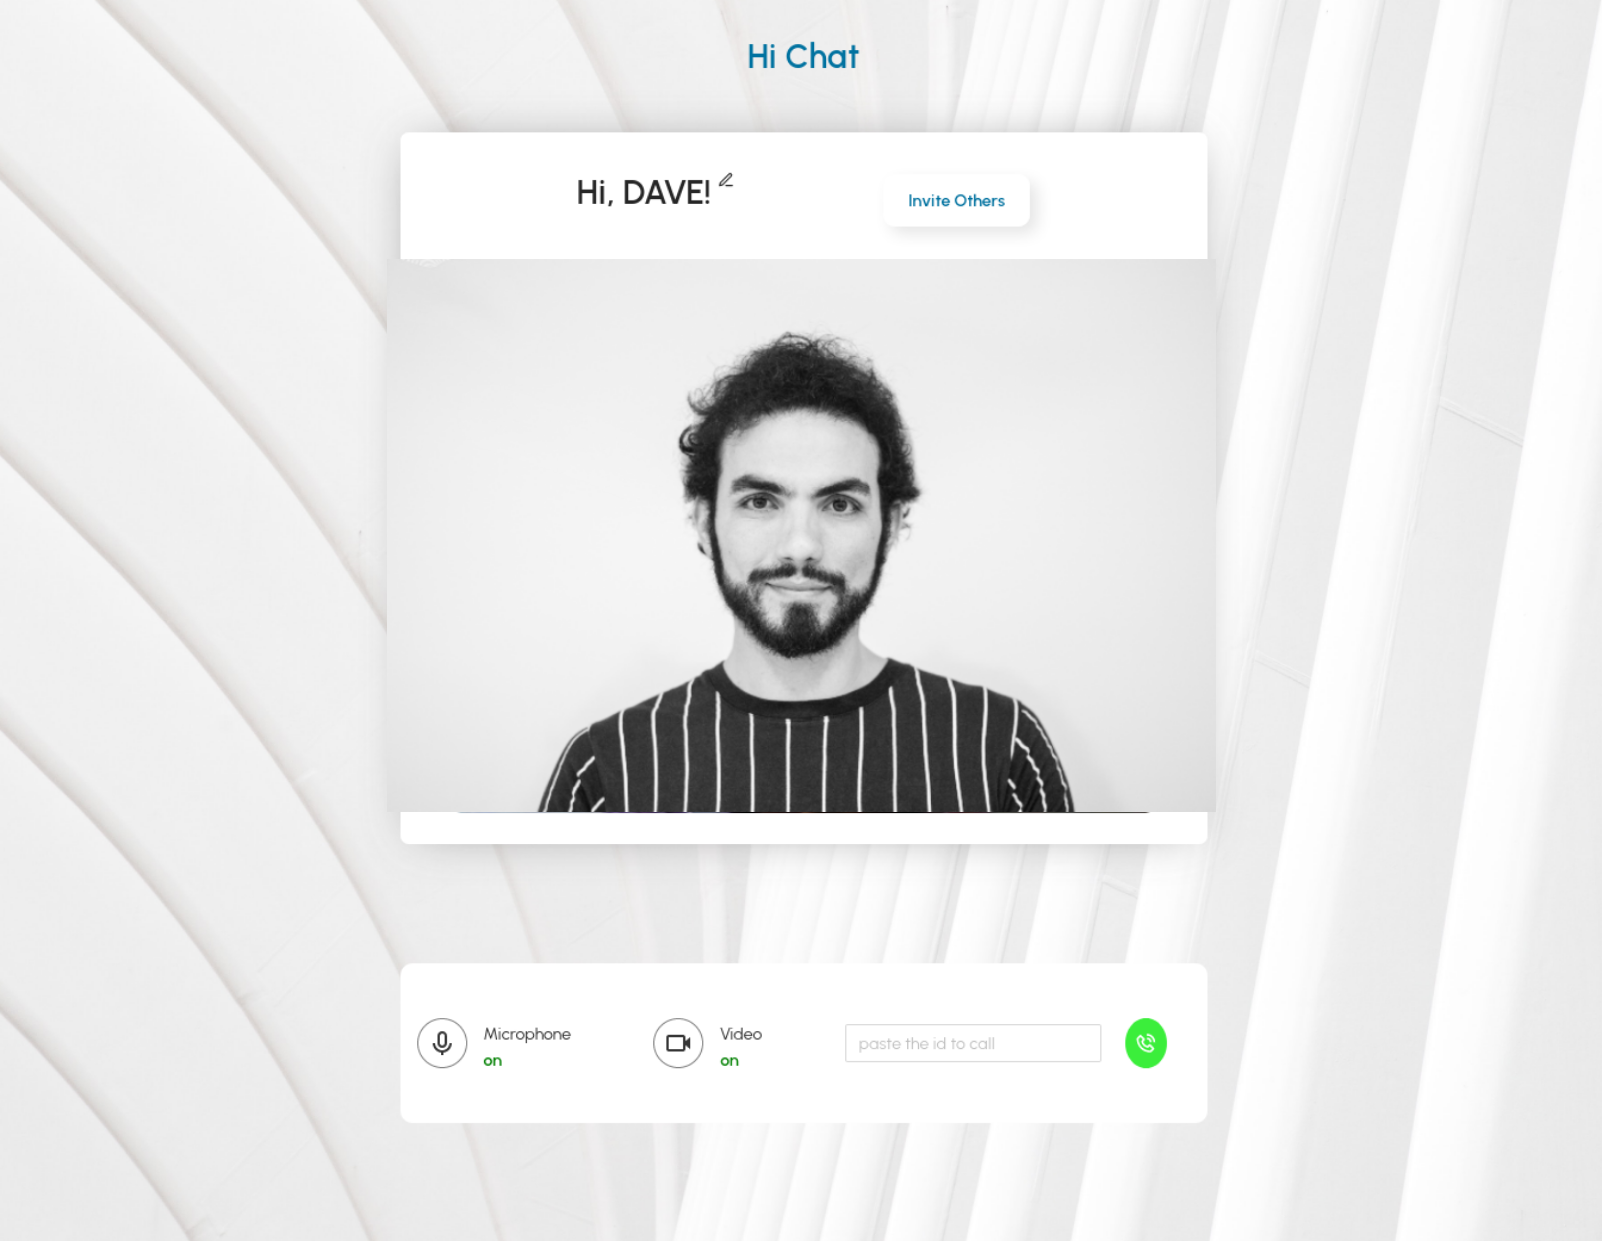 Hi Chat
Hi, DAVE!
Invite Others
Microphone
on
Video
on
paste the id to call